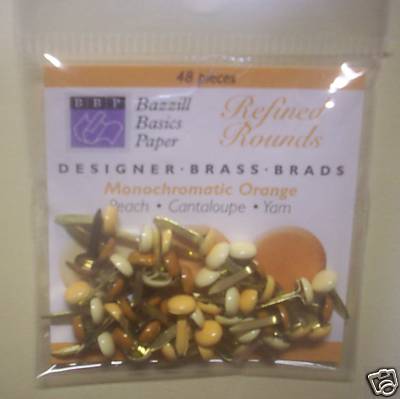 48 pieces
BBP
Bazzill
Basics
Paper
Refined
Rounds
DESIGNER · BRASS · BRADS
Monochromatic Orange
Peach • Cantaloupe • Yam